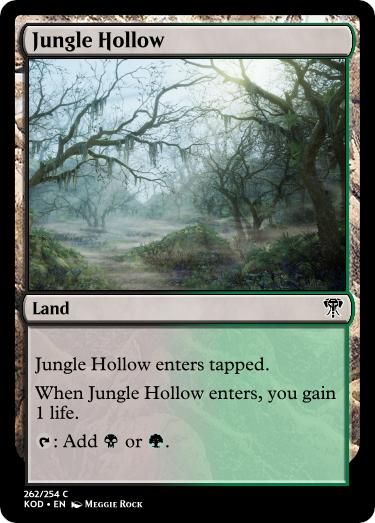 Jungle Hollow
Land
Jungle Hollow enters tapped.
When Jungle Hollow enters, you gain
1 life.
: Add or .
262/254 C
KOD • EN Meggie Rock